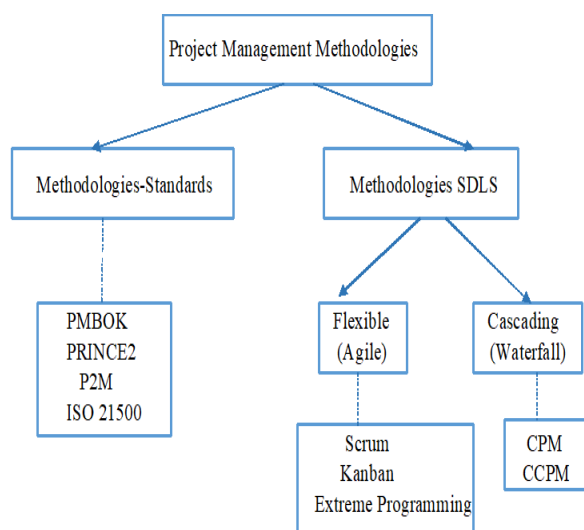 Project Management Methodologies
Methodologies-Standards
Methodologies SDLS
PMBOK
PRINCE2
P2M
ISO 21500
Flexible
(Agile)
Cascading
(Waterfall)
Scrum
Kanban
Extreme Programming
CPM
CCPM